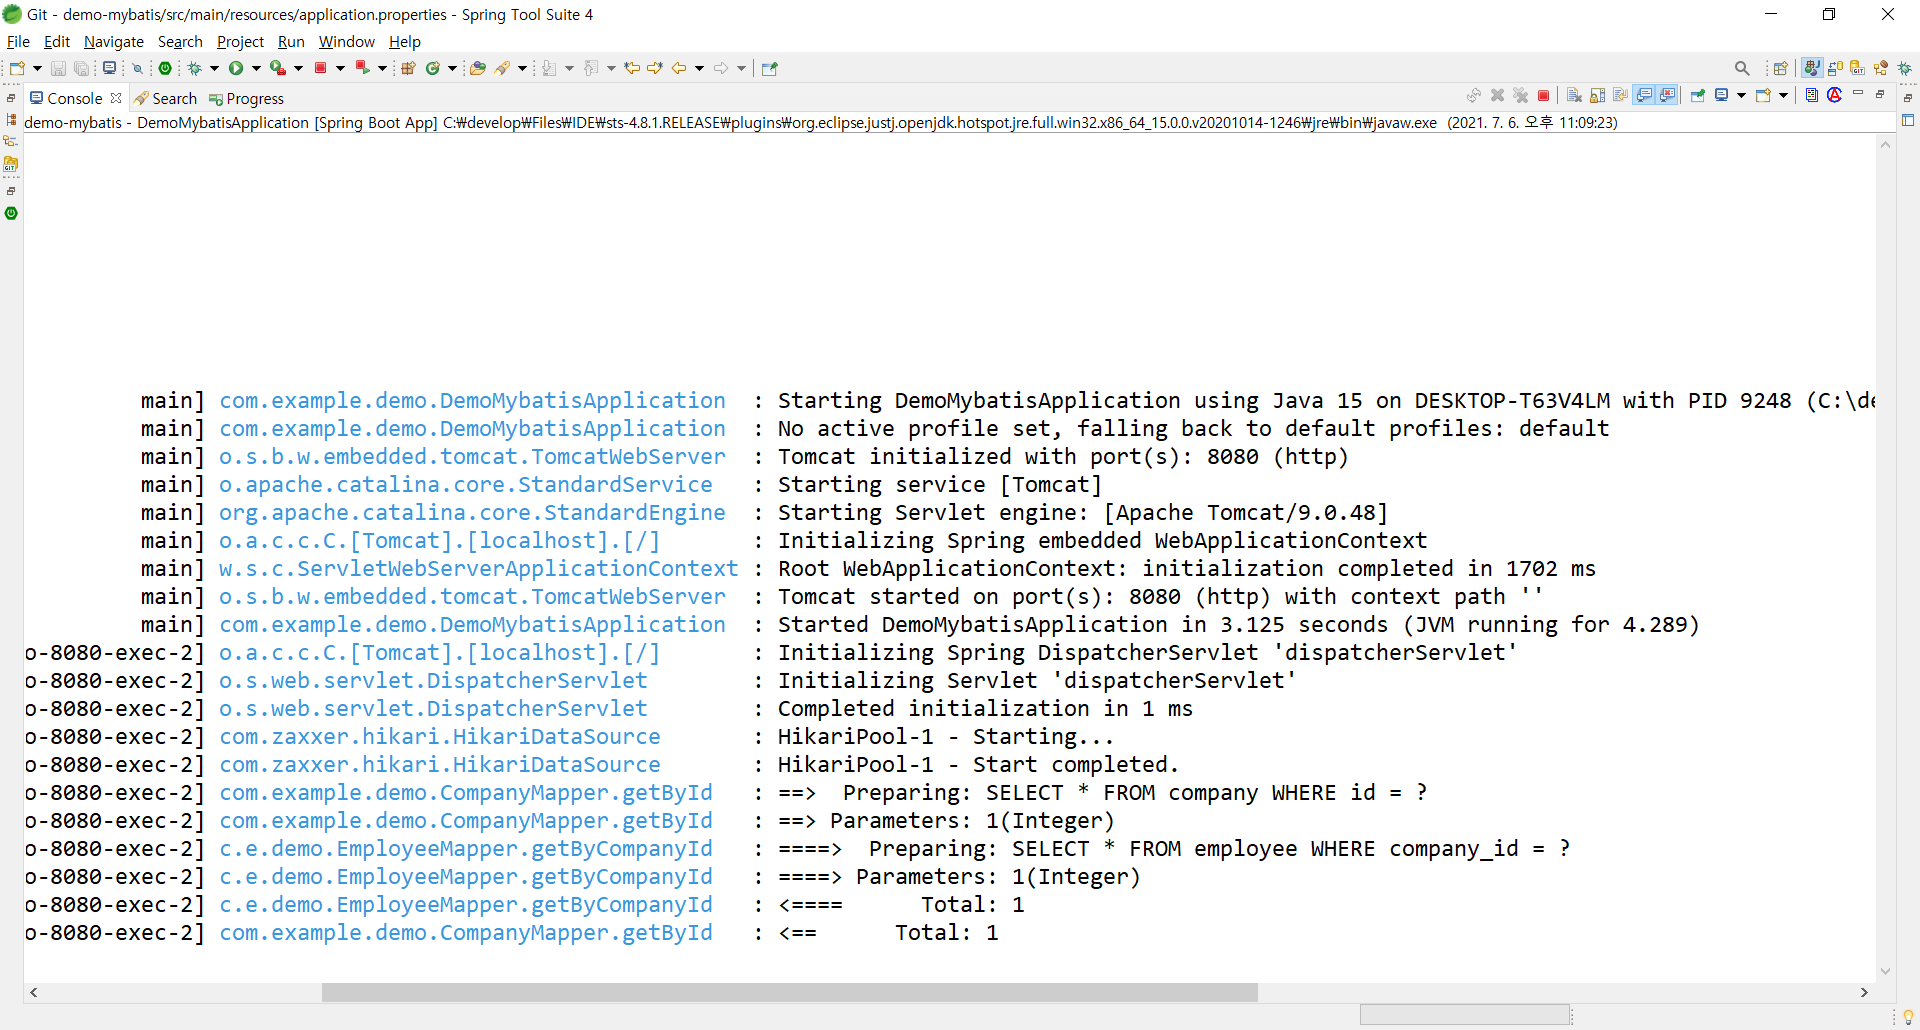 Git - demo-mybatis/src/main/resources/application.properties - Spring Tool Suite 4
File Edit Navigate Search Project Run Window Help
Console Search Progress
demo-mybatis - DemoMybatisApplication [Spring Boot App] C:₩develop₩Files₩IDE₩sts-4.8.1.RELEASE₩plugins₩org.eclipse.justj.openjdk.hotspot.jre.full.win32.x86_64_15.0.0.v20201014-1246₩jre₩bin₩javaw.exe (2021. 7. 6. 오후 11:09:23)
main] com.example.demo.DemoMybatisApplication : Starting DemoMybatisApplication using Java 15 on DESKTOP-T63V4LM with PID 9248 (C:\de
main] com.example.demo.DemoMybatisApplication : No active profile set, falling back to default profiles: default
main] o.s.b.w.embedded.tomcat.TomcatWebServer : Tomcat initialized with port(s): 8080 (http)
main] o.apache.catalina.core.StandardService : Starting service [Tomcat]
main] org.apache.catalina.core.StandardEngine : Starting Servlet engine: [Apache Tomcat/9.0.48]
main] o.a.c.c.C.[Tomcat].[localhost].[/] : Initializing Spring embedded WebApplicationContext
main] w.s.c.ServletWebServerApplicationContext : Root WebApplicationContext: initialization completed in 1702 ms
main] o.s.b.w.embedded.tomcat.TomcatWebServer : Tomcat started on port(s): 8080 (http) with context path ''
main] com.example.demo.DemoMybatisApplication : Started DemoMybatisApplication in 3.125 seconds (JVM running for 4.289)
o-8080-exec-2] o.a.c.c.C.[Tomcat].[localhost].[/] : Initializing Spring DispatcherServlet 'dispatcherServlet'
o-8080-exec-2] o.s.web.servlet.DispatcherServlet : Initializing Servlet 'dispatcherServlet'
o-8080-exec-2] o.s.web.servlet.DispatcherServlet : Completed initialization in 1 ms
o-8080-exec-2] com.zaxxer.hikari.HikariDataSource : HikariPool-1 - Starting...
o-8080-exec-2] com.zaxxer.hikari.HikariDataSource : HikariPool-1 - Start completed.
o-8080-exec-2] com.example.demo.CompanyMapper.getById : ==>  Preparing: SELECT * FROM company WHERE id = ?
o-8080-exec-2] com.example.demo.CompanyMapper.getById : ==> Parameters: 1(Integer)
o-8080-exec-2] c.e.demo.EmployeeMapper.getByCompanyId : ====>  Preparing: SELECT * FROM employee WHERE company_id = ?
o-8080-exec-2] c.e.demo.EmployeeMapper.getByCompanyId : ====> Parameters: 1(Integer)
o-8080-exec-2] c.e.demo.EmployeeMapper.getByCompanyId : <====      Total: 1
o-8080-exec-2] com.example.demo.CompanyMapper.getById : <==      Total: 1